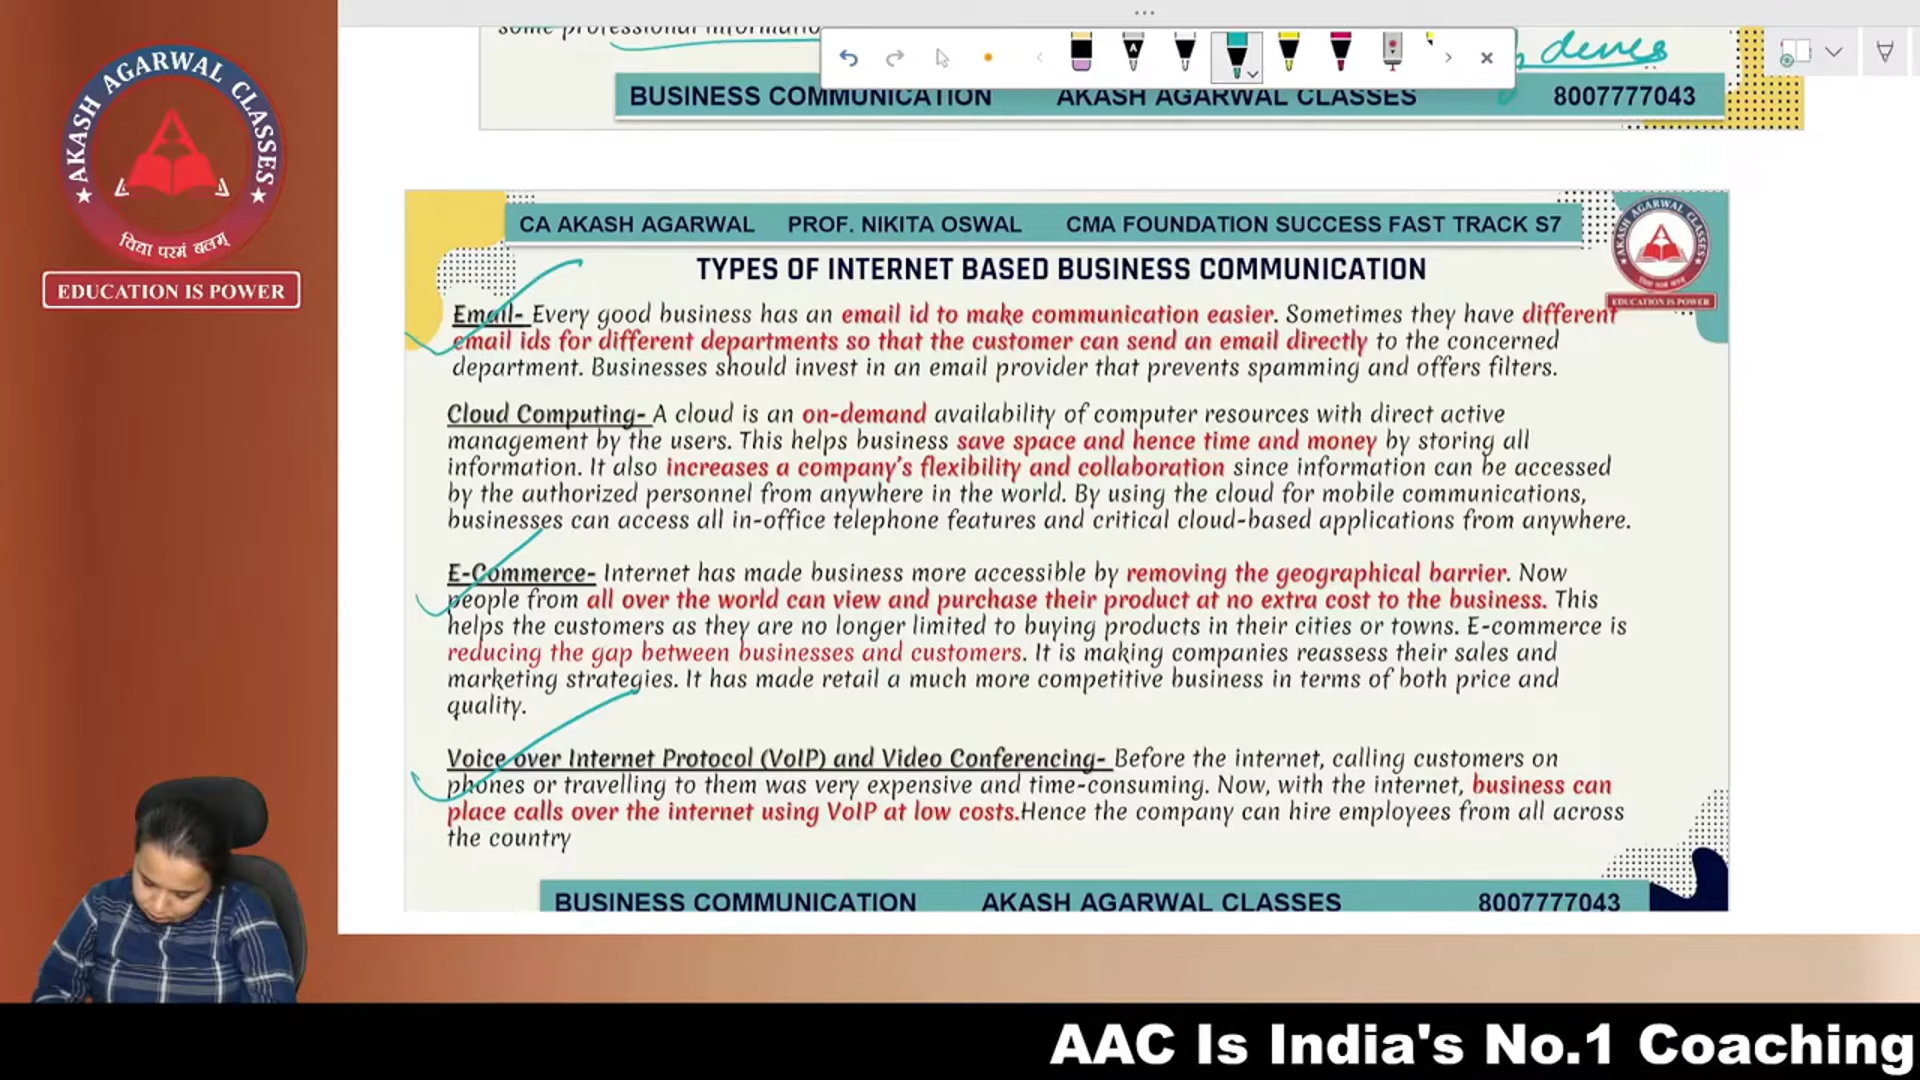 AKASH AGARWAL CLASSES
विद्या परमं बलम्
EDUCATION IS POWER
some professional informatio
denes
BUSINESS COMMUNICATION AKASH AGARWAL CLASSES 8007777043
CA AKASH AGARWAL PROF. NIKITA OSWAL CMA FOUNDATION SUCCESS FAST TRACK S7
AKASH AGARWAL CLASSES
EDUCATION IS POWER
TYPES OF INTERNET BASED BUSINESS COMMUNICATION
Email- Every good business has an email id to make communication easier. Sometimes they have different
email ids for different departments so that the customer can send an email directly to the concerned
department. Businesses should invest in an email provider that prevents spamming and offers filters.
Cloud Computing- A cloud is an on-demand availability of computer resources with direct active
management by the users. This helps business save space and hence time and money by storing all
information. It also increases a company's flexibility and collaboration since information can be accessed
by the authorized personnel from anywhere in the world. By using the cloud for mobile communications,
businesses can access all in-office telephone features and critical cloud-based applications from anywhere.
E-Commerce- Internet has made business more accessible by removing the geographical barrier. Now
people from all over the world can view and purchase their product at no extra cost to the business. This
helps the customers as they are no longer limited to buying products in their cities or towns. E-commerce is
reducing the gap between businesses and customers. It is making companies reassess their sales and
marketing strategies. It has made retail a much more competitive business in terms of both price and
quality.
Voice over Internet Protocol (VoIP) and Video Conferencing- Before the internet, calling customers on
phones or travelling to them was very expensive and time-consuming. Now, with the internet, business can
place calls over the internet using VoIP at low costs.Hence the company can hire employees from all across
the country
BUSINESS COMMUNICATION AKASH AGARWAL CLASSES 8007777043
AAC Is India's No.1 Coaching